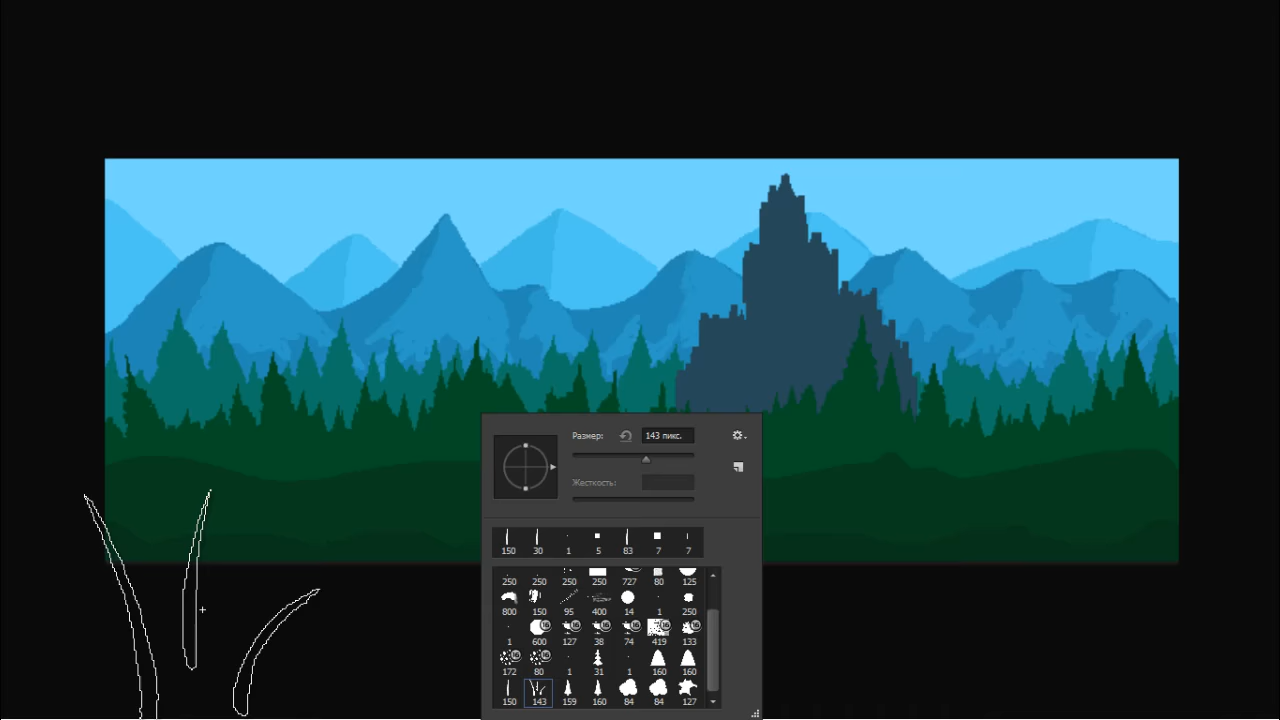 Размер: 143 пикс.
Жесткость:
150 30 1 5 83 7 7
250 250 250 250 727 80 125
800 150 95 400 14 1 250
1 600 127 38 74 419 133
172 80 1 31 1 160 160
150 143 159 160 84 84 127